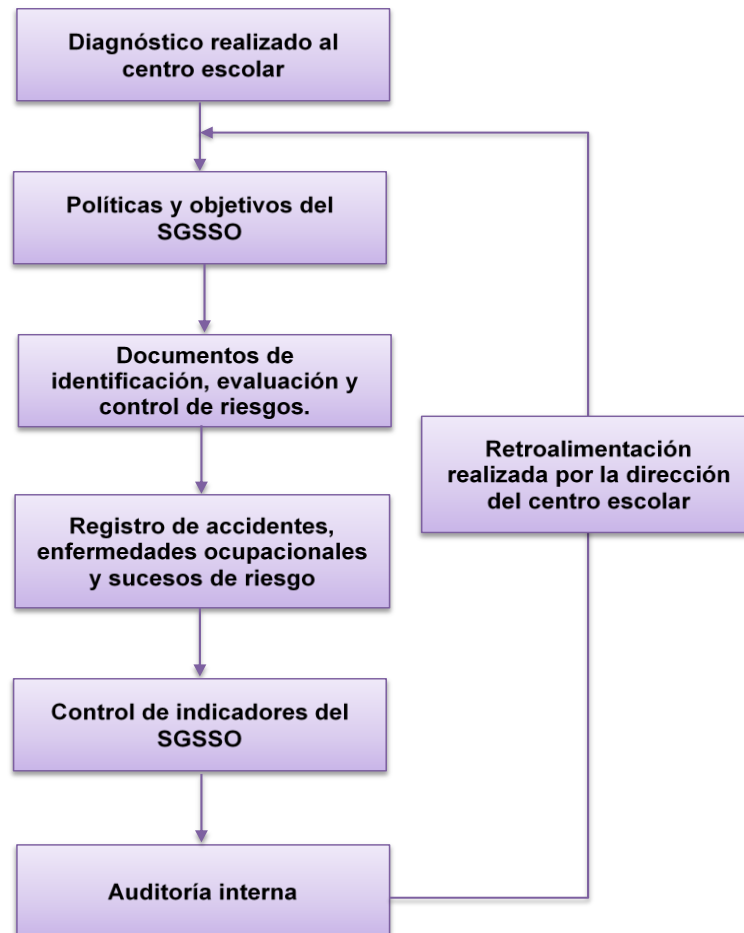 Diagnóstico realizado al
centro escolar
Políticas y objetivos del
SGSSO
Documentos de
identificación, evaluación y
control de riesgos.
Retroalimentación
realizada por la dirección
del centro escolar
Registro de accidentes,
enfermedades ocupacionales
y sucesos de riesgo
Control de indicadores del
SGSSO
Auditoría interna